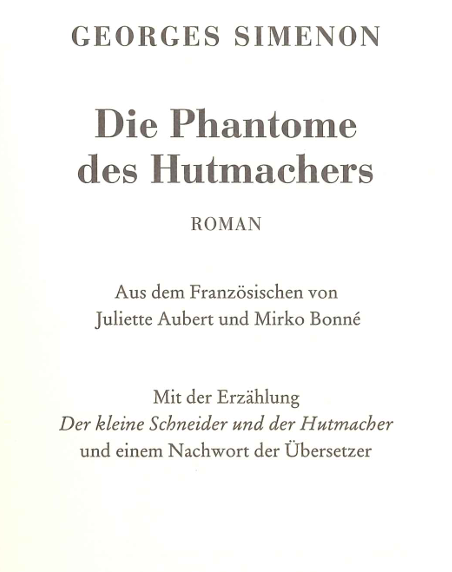 GEORGES SIMENON
Die Phantome
des Hutmachers
ROMAN
Aus dem Französischen von
Juliette Aubert und Mirko Bonné
Mit der Erzählung
Der kleine Schneider und der Hutmacher
und einem Nachwort der Übersetzer